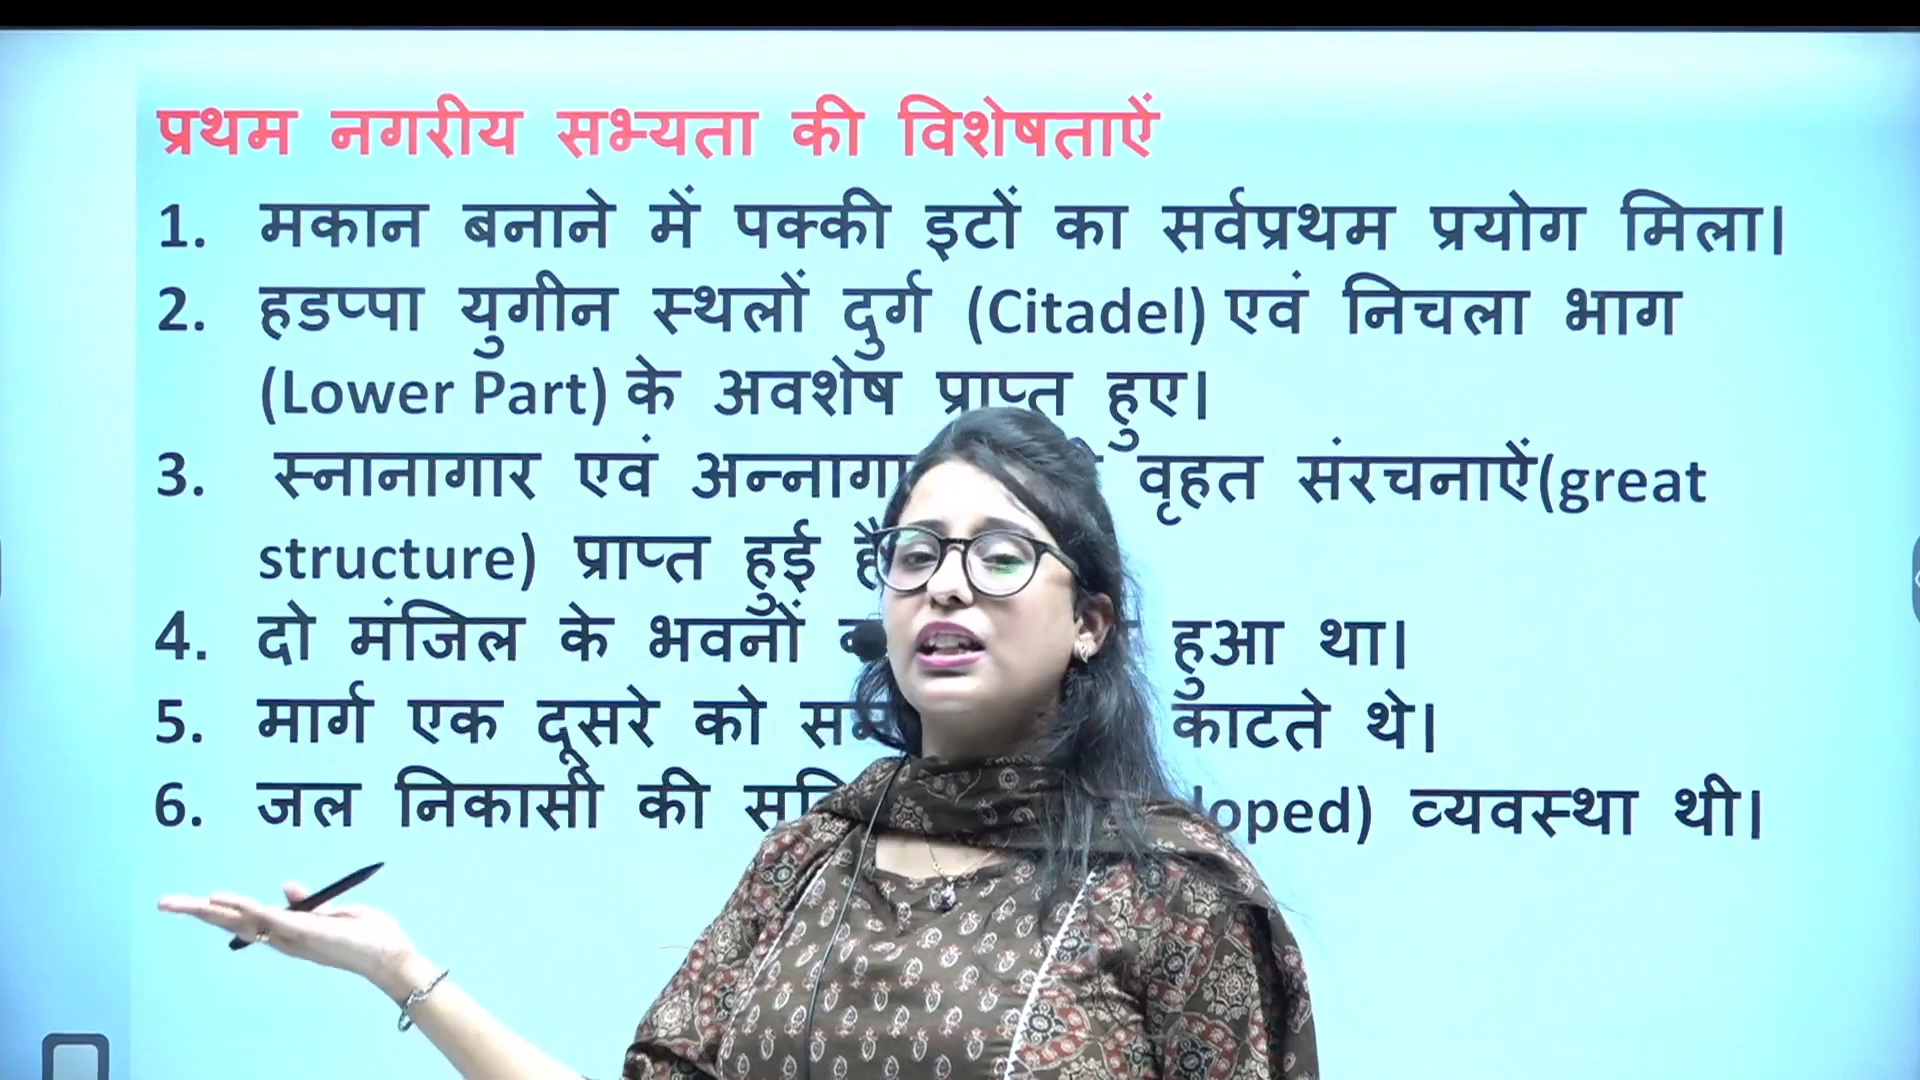 प्रथम नगरीय सभ्यता की विशेषताऐं
1. मकान बनाने में पक्की इटों का सर्वप्रथम प्रयोग मिला।
2. हडप्पा युगीन स्थलों दुर्ग (Citadel) एवं निचला भाग
(Lower Part) के अवशेष प्राप्त हुए।
3. स्नानागार एवं वृहत संरचनाऐं(great
structure) प्राप्त हुई
4. दो मंजिल के भवनों हुआ था।
5. मार्ग एक दूसरे को काटते थे।
6. जल निकासी की व्यवस्था थी।